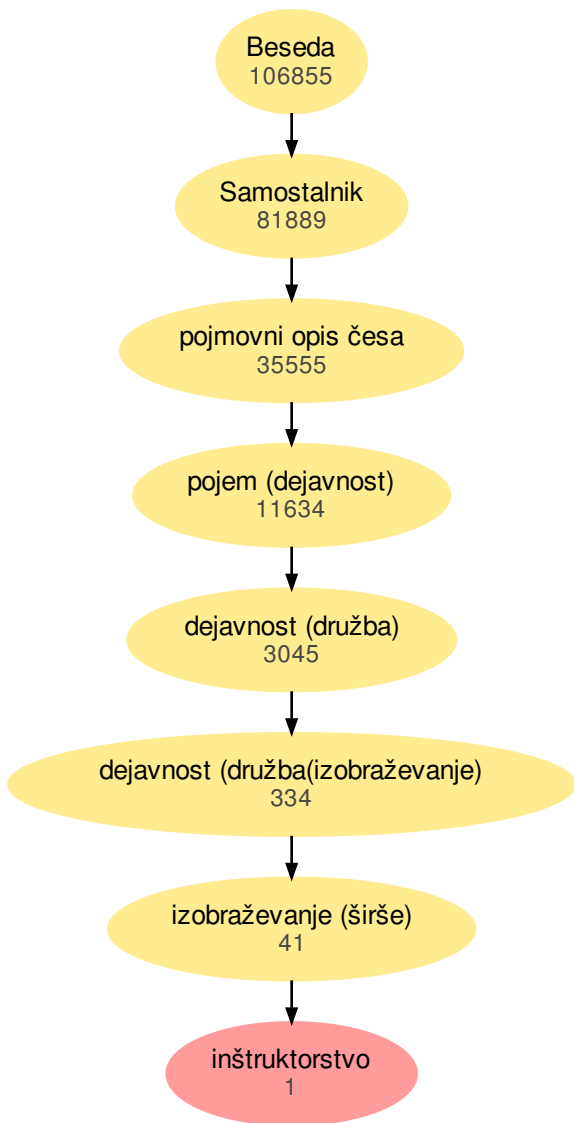 Beseda
106855
Samostalnik
81889
pojmovni opis česa
35555
pojem (dejavnost)
11634
dejavnost (družba)
3045
dejavnost (družba(izobraževanje)
334
izobraževanje (širše)
41
inštruktorstvo
1